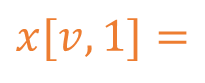 x[v, 1] =